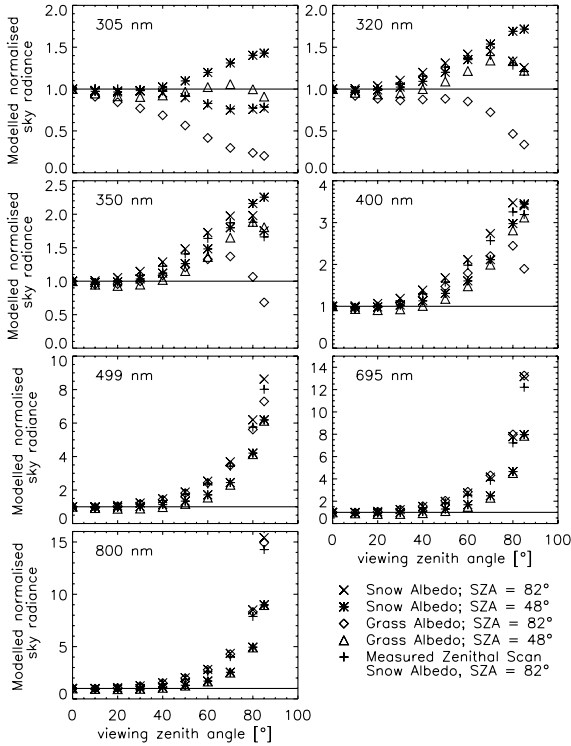 2.0
1.5
1.0
0.5
0.0
305 nm
Modelled normalised
sky radiance
2.0
1.5
1.0
0.5
0.0
320 nm
2.5
2.0
1.5
1.0
0.5
0.0
350 nm
Modelled normalised
sky radiance
4
3
2
1
0
400 nm
10
8
6
4
2
0
499 nm
Modelled normalised
sky radiance
14
12
10
8
6
4
2
0
695 nm
0 20 40 60 80 100
viewing zenith angle [°]
15
10
5
0
800 nm
Modelled normalised
sky radiance
0 20 40 60 80 100
viewing zenith angle [°]
Snow Albedo; SZA = 82°
Snow Albedo; SZA = 48°
Grass Albedo; SZA = 82°
Grass Albedo; SZA = 48°
Measured Zenithal Scan
Snow Albedo, SZA = 82°